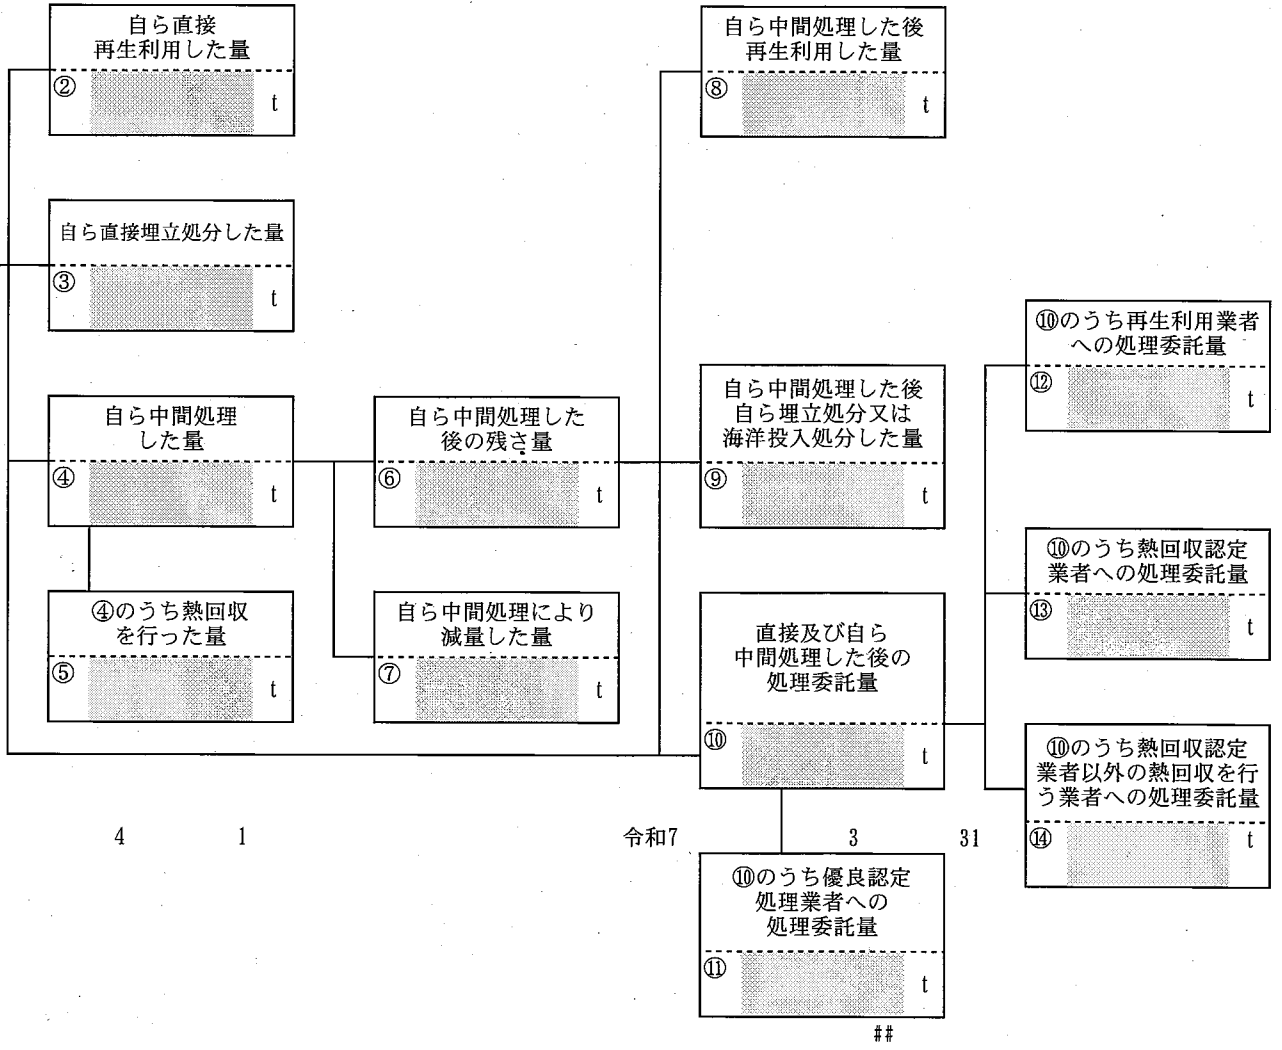 自ら直接
再生利用した量
② t
自ら直接埋立処分した量
③ t
自ら中間処理
した量
④ t
④のうち熱回収
を行った量
⑤ t
自ら中間処理した
後の残さ量
⑥ t
自ら中間処理により
減量した量
⑦ t
自ら中間処理した後
再生利用した量
⑧ t
自ら中間処理した後
自ら埋立処分又は
海洋投入処分した量
⑨ t
直接及び自ら
中間処理した後の
処理委託量
⑩ t
⑩のうち優良認定
処理業者への
処理委託量
⑪ t
⑩のうち再生利用業者
への処理委託量
⑫ t
⑩のうち熱回収認定
業者への処理委託量
⑬ t
⑩のうち熱回収認定
業者以外の熱回収を行
う業者への処理委託量
⑭ t
4 1 令和7 3 31
##